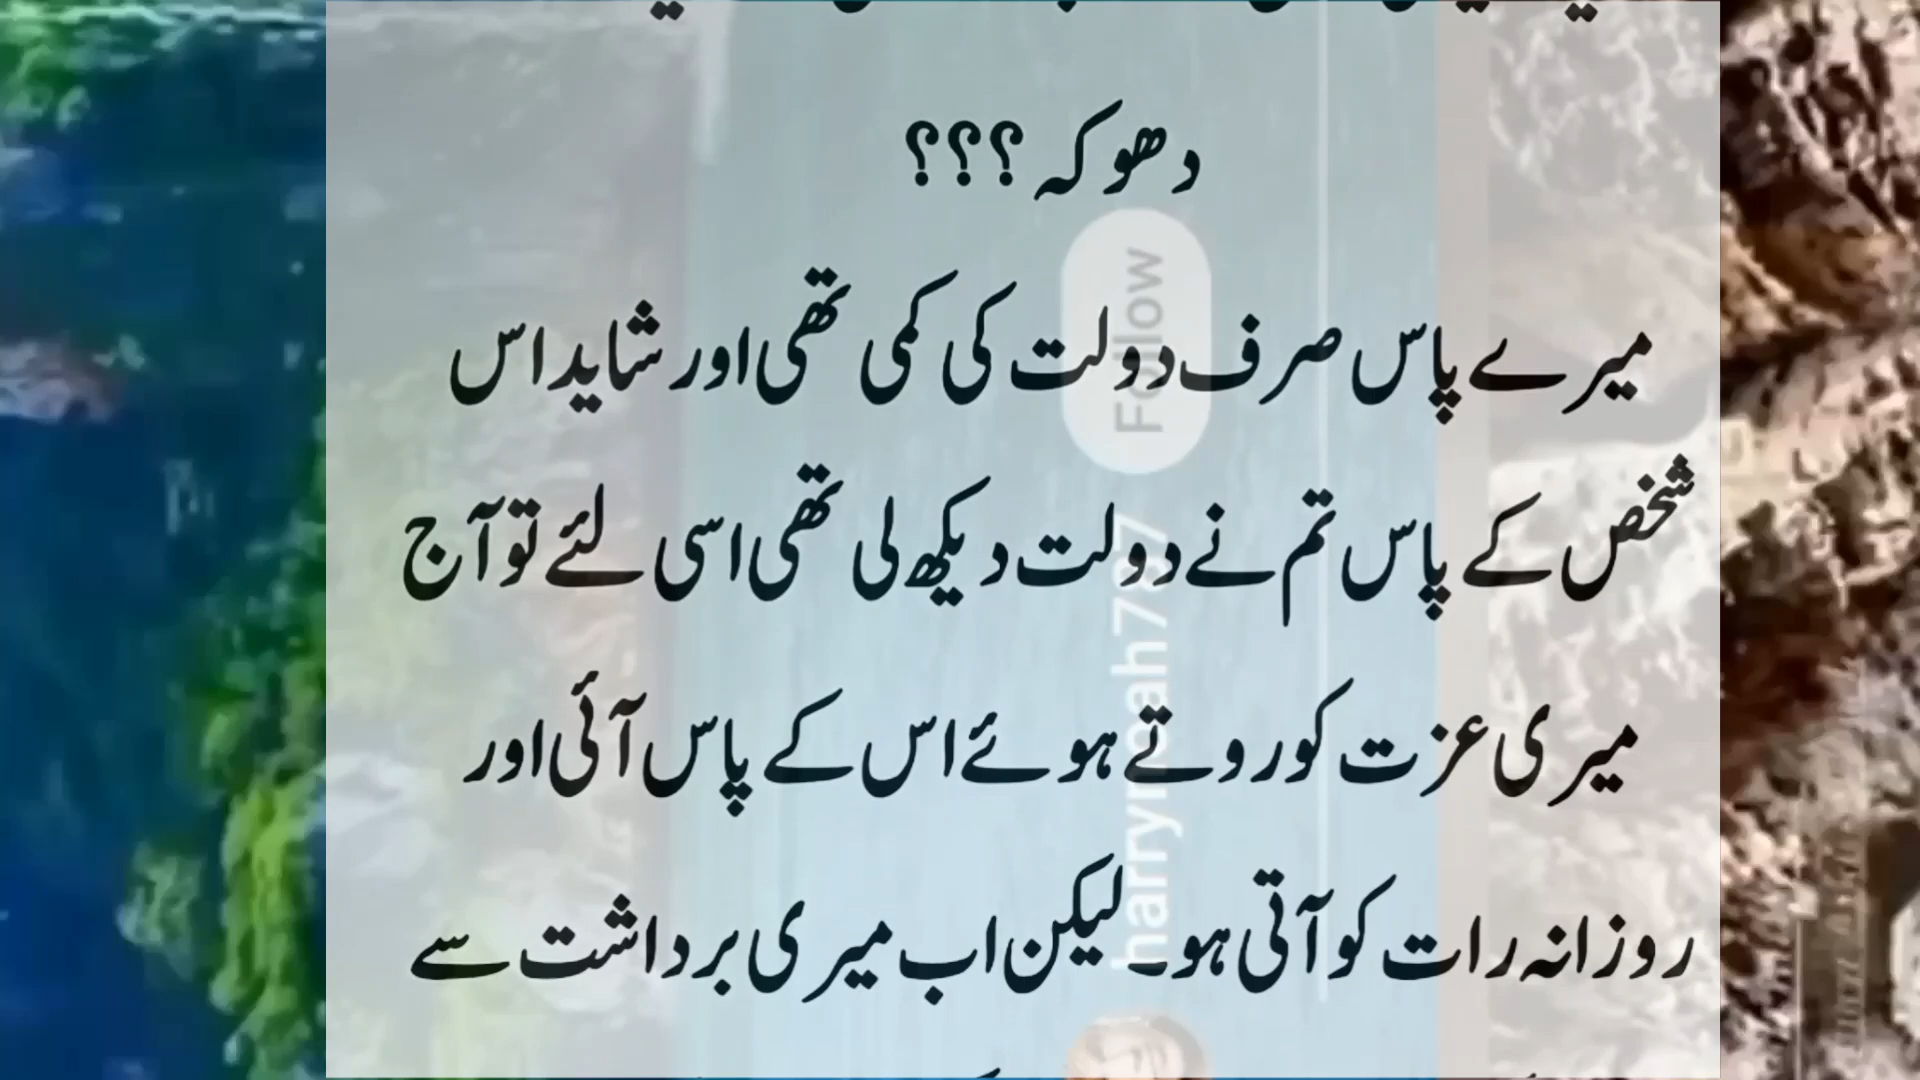 دھوکہ ؟؟؟
میرے پاس صرف دولت کی کمی تھی اور شاید اس
شخص کے پاس تم نے دولت دیکھ لی تھی اسی لئے تو آج
میری عزت کو روتے ہوئے اس کے پاس آئی اور
روزانہ رات کو آتی ہو۔ لیکن اب میری برداشت سے
Follow